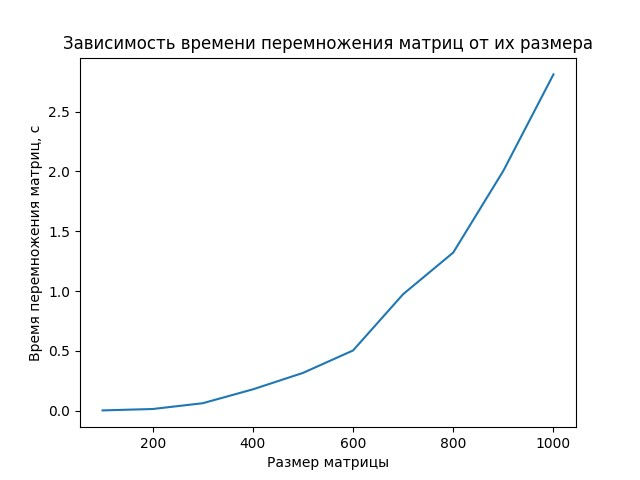 Зависимость времени перемножения матриц от их размера
Время перемножения матриц, с
2.5
2.0
1.5
1.0
0.5
0.0
200 400 600 800 1000
Размер матрицы